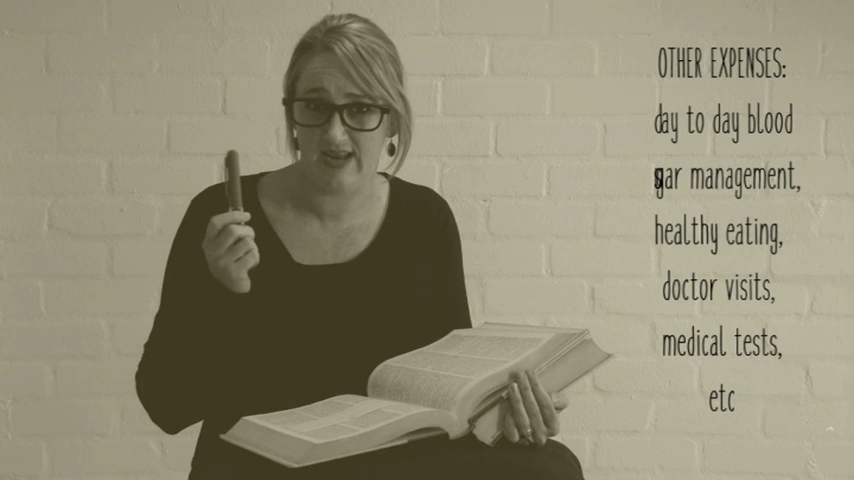 OTHER EXPENSES:
day to day blood
management,
healthy eating,
doctor visits,
medical tests,
etc